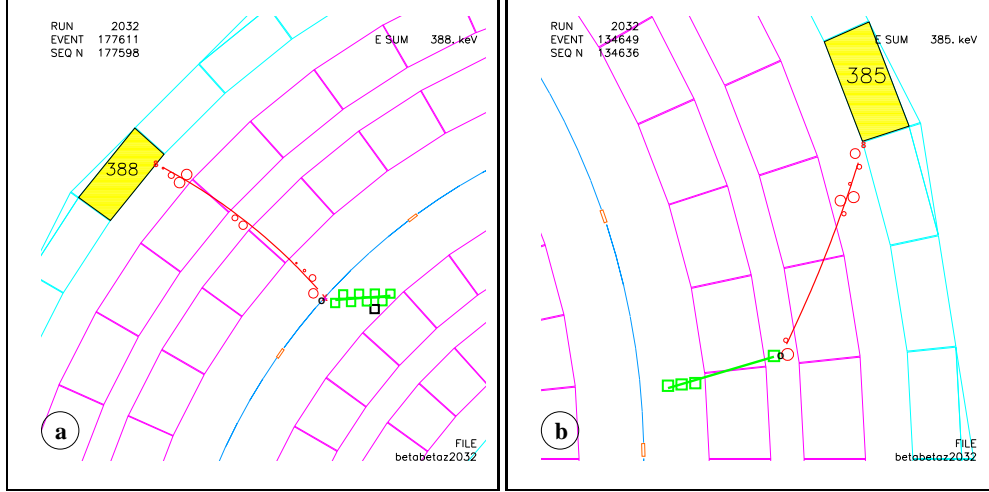 RUN 2032
EVENT 177611
SEQ N 177598
E SUM 388. keV
388
a
FILE
betabetaz2032
RUN 2032
EVENT 134649
SEQ N 134636
E SUM 385. keV
385
b
FILE
betabetaz2032